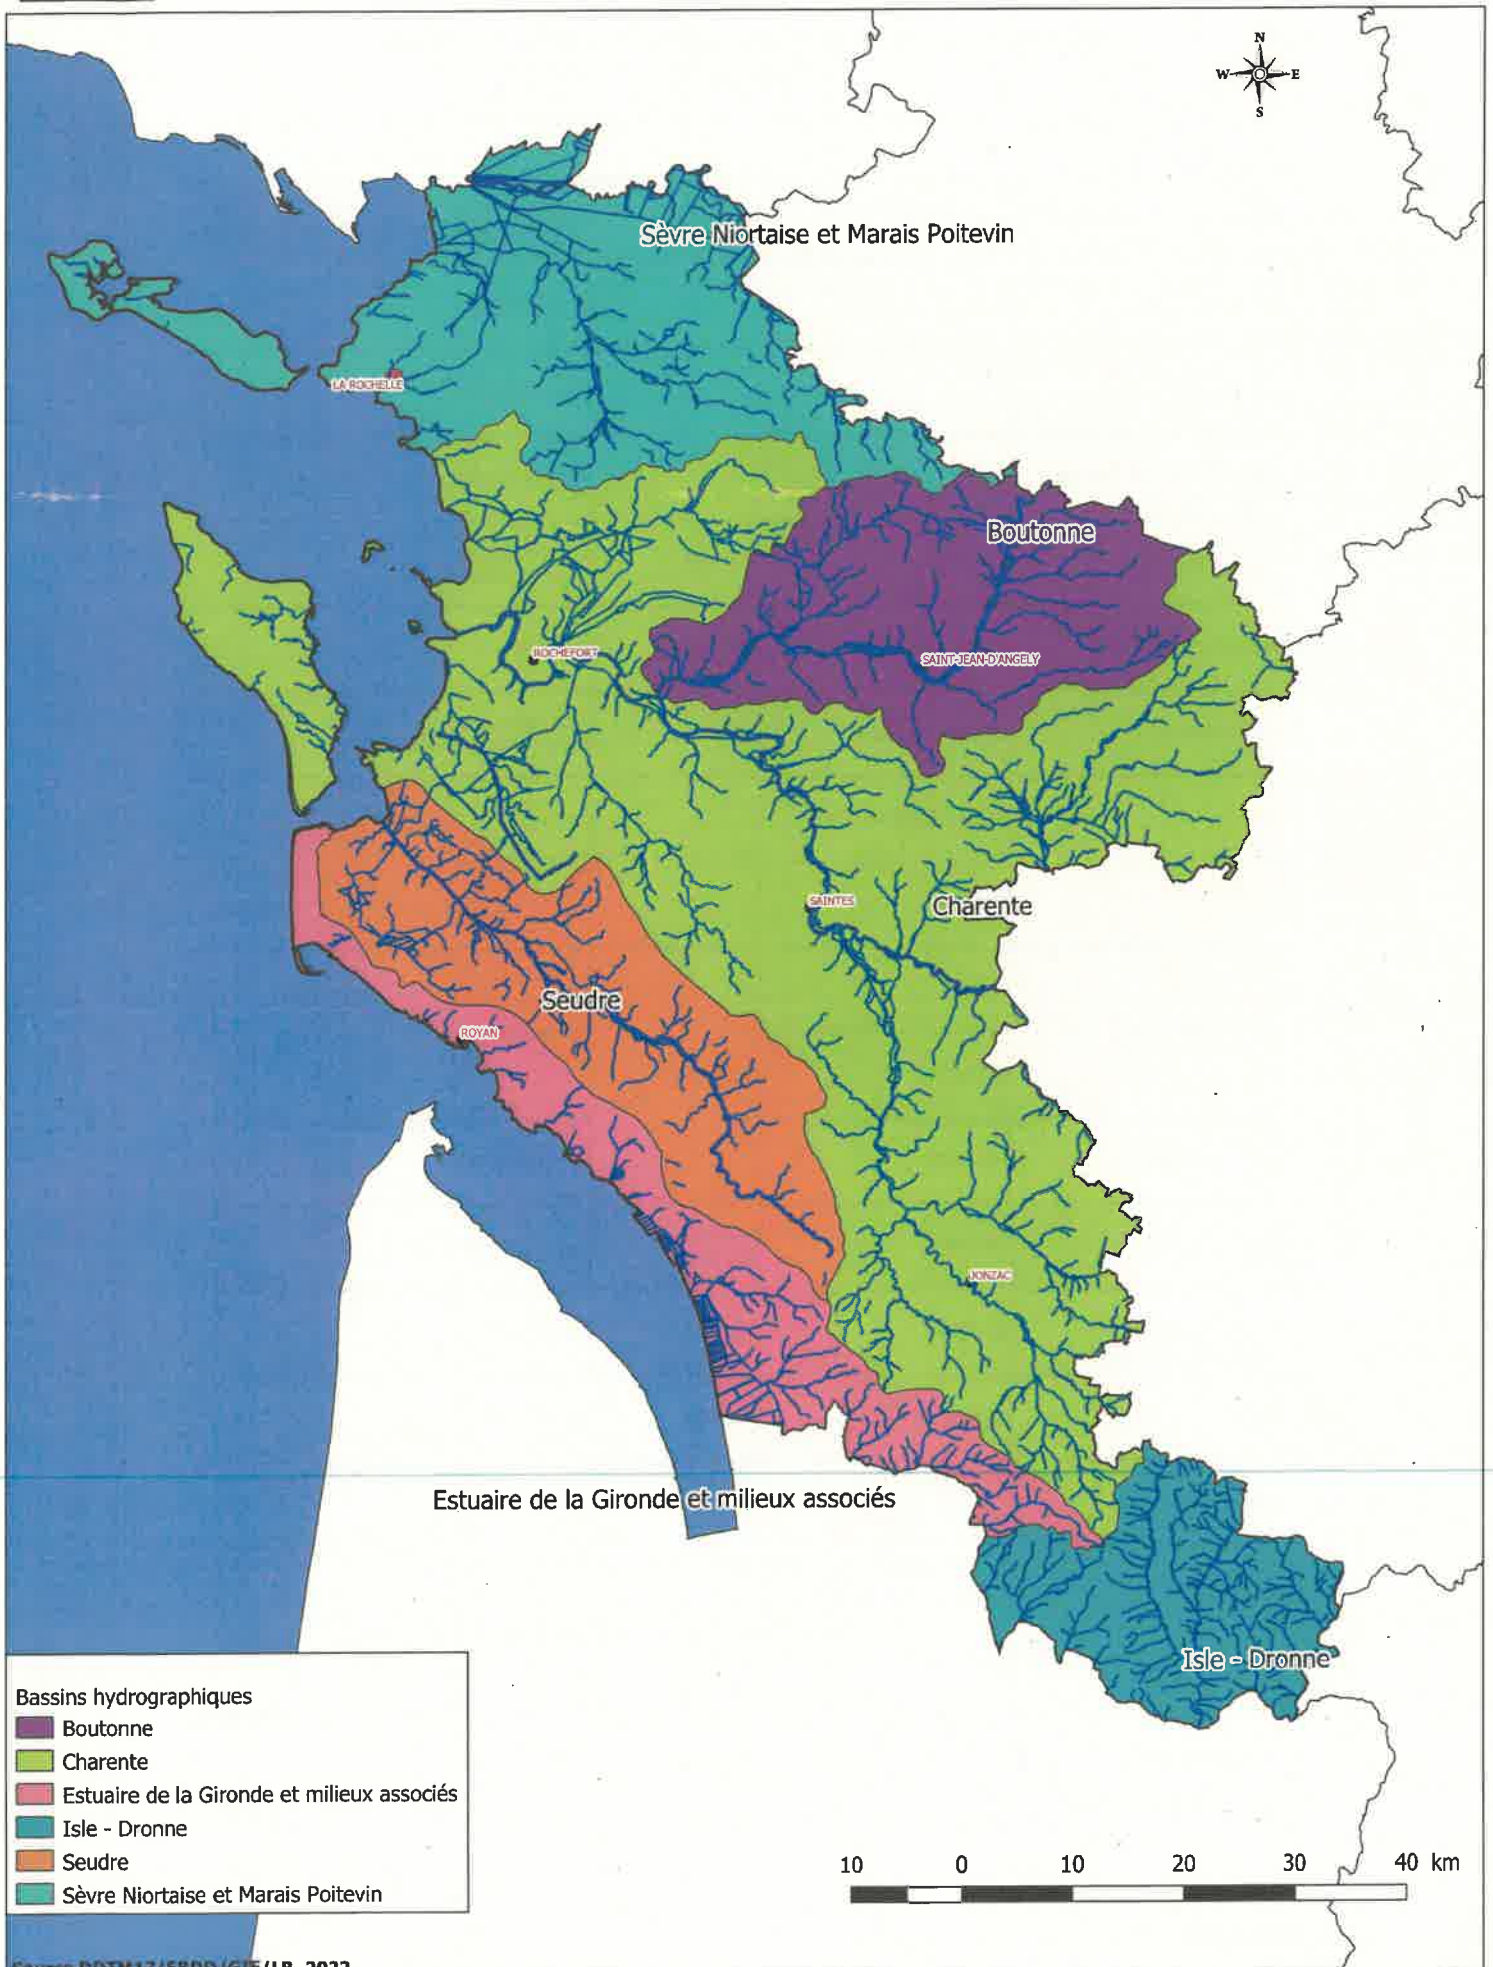 N
W E
S
Sèvre Niortaise et Marais Poitevin
LA ROCHELLE
Boutonne
ROCHEFORT
SAINT-JEAN-D'ANGELY
SAINTES
Charente
Seudre
ROYAN
JONZAC
Estuaire de la Gironde et milieux associés
Isle - Dronne
Bassins hydrographiques
Boutonne
Charente
Estuaire de la Gironde et milieux associés
Isle - Dronne
Seudre
Sèvre Niortaise et Marais Poitevin
10 0 10 20 30 40 km
2022